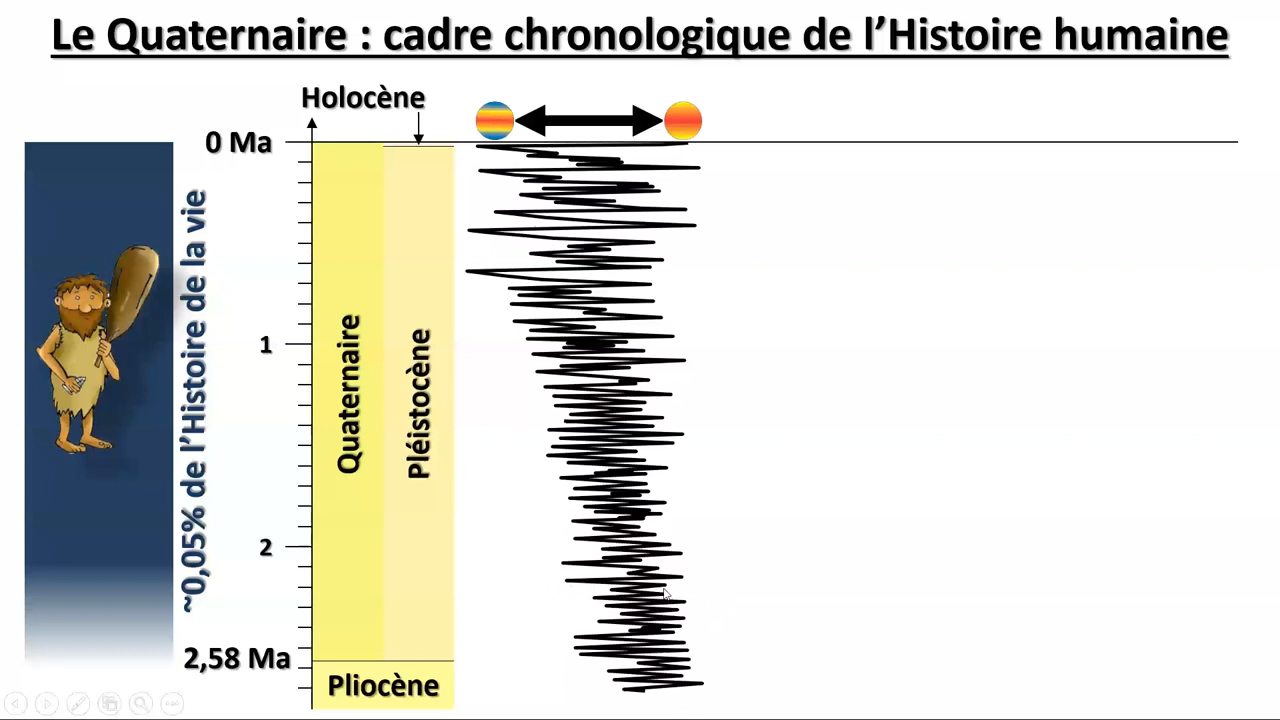 Le Quaternaire : cadre chronologique de l’Histoire humaine
Holocène
0 Ma
~0,05% de l’Histoire de la vie
1
Quaternaire
Pléistocène
2
2,58 Ma
Pliocène